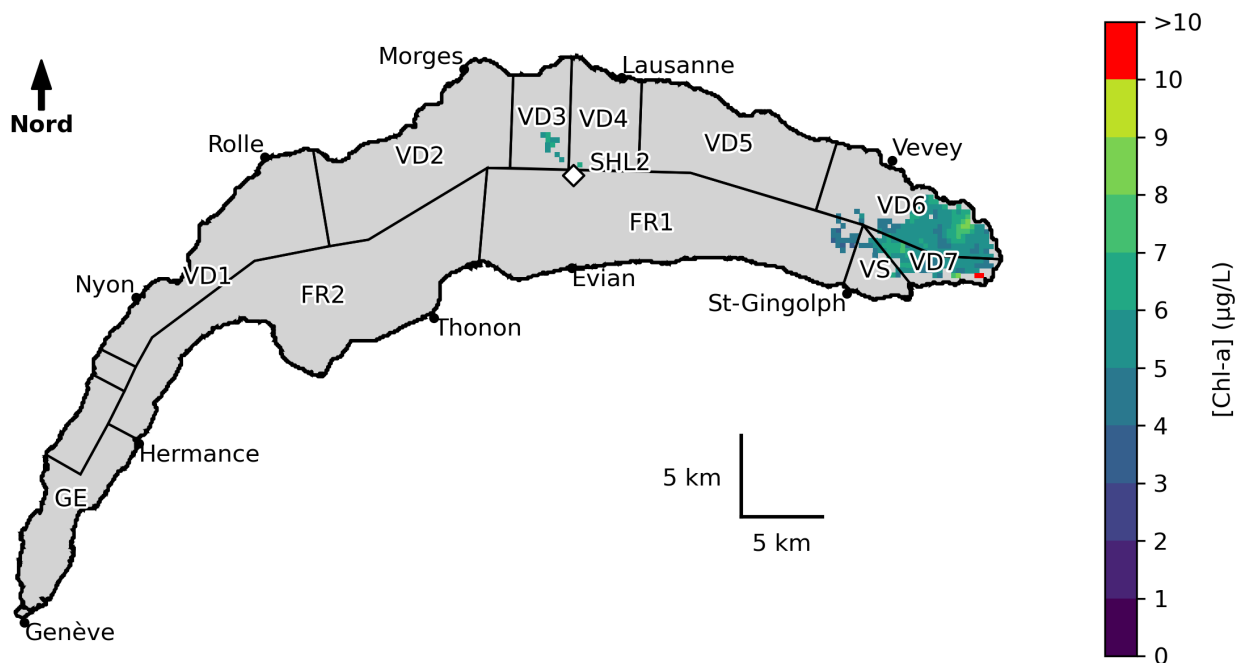 Nord
Morges
Lausanne
VD3
VD4
Rolle
VD2
SHL2
VD5
Vevey
VD6
FR1
VS
VD7
Nyon
VD1
FR2
Evian
St-Gingolph
Thonon
Hermance
GE
Genève
5 km
5 km
>10
10
9
8
7
6
5
4
3
2
1
0
[Chl-a] (µg/L)